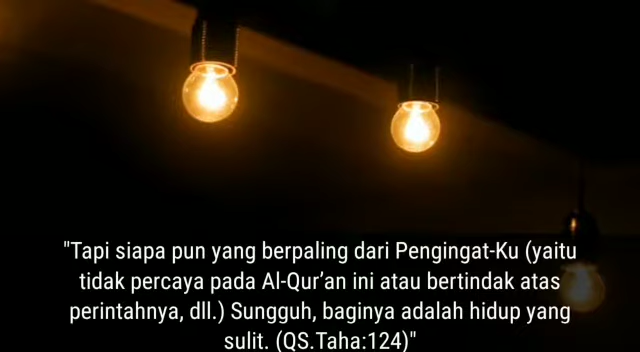 "Tapi siapa pun yang berpaling dari Pengingat-Ku (yaitu
tidak percaya pada Al-Qur’an ini atau bertindak atas
perintahnya, dll.) Sungguh, baginya adalah hidup yang
sulit. (QS.Taha:124)"